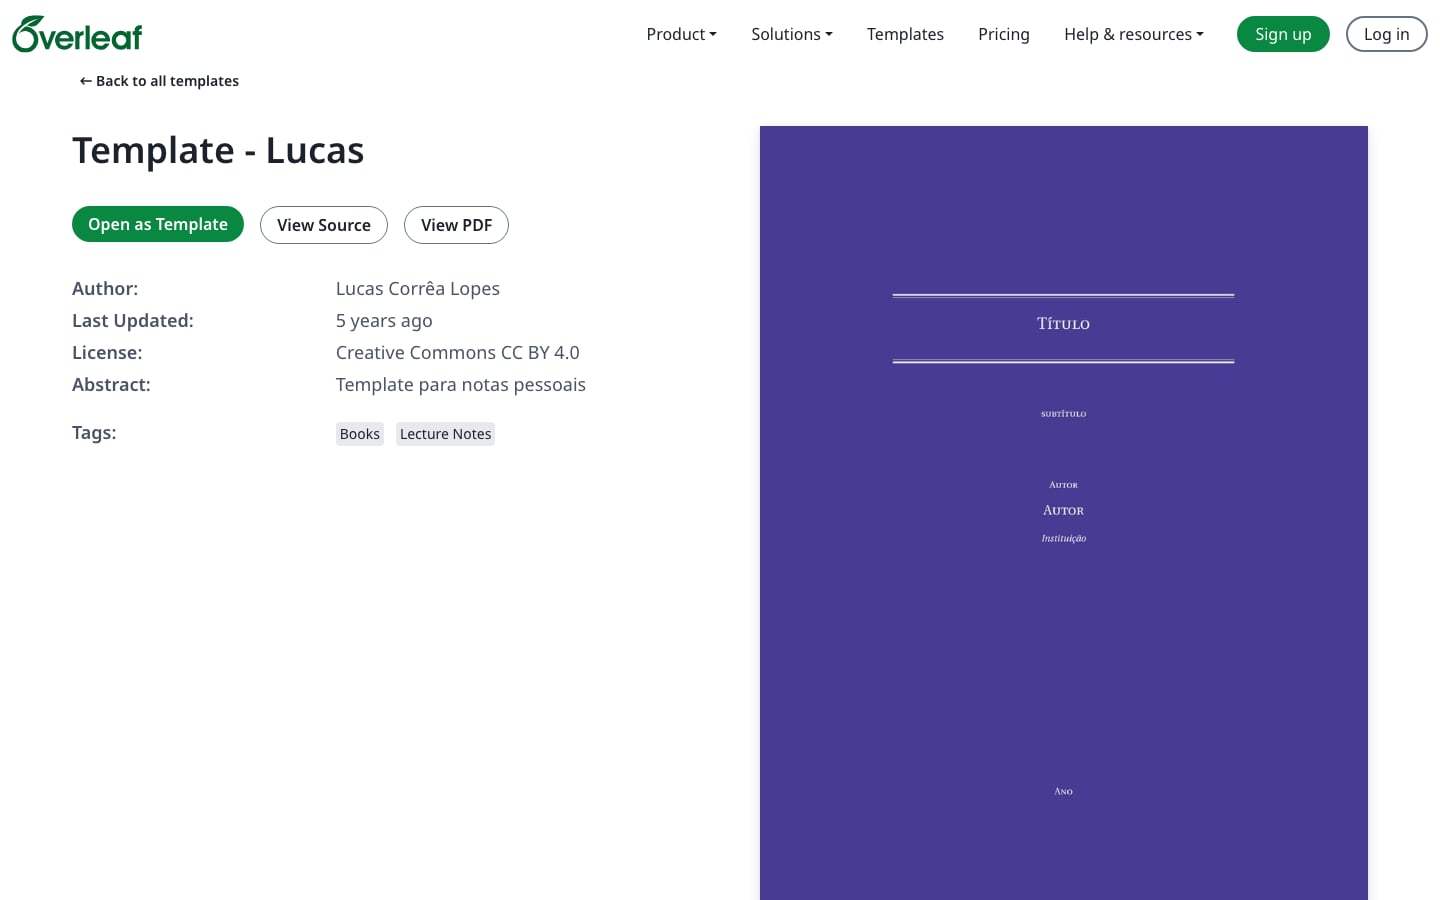 Overleaf
Product Solutions Templates Pricing Help & resources Sign up Log in
← Back to all templates
Template - Lucas
Open as Template View Source View PDF
Author: Lucas Corrêa Lopes
Last Updated: 5 years ago
License: Creative Commons CC BY 4.0
Abstract: Template para notas pessoais
Tags: Books Lecture Notes
Título
subtítulo
Autor
Autor
Instituição
Ano